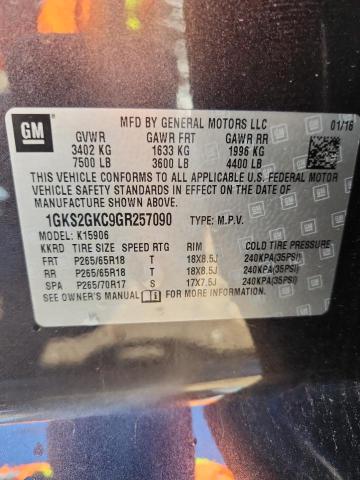 GM
MFD BY GENERAL MOTORS LLC 01/16
GVWR GAWR FRT GAWR RR
3402 KG 1633 KG 1996 KG
7500 LB 3600 LB 4400 LB
THIS VEHICLE CONFORMS TO ALL APPLICABLE U.S. FEDERAL MOTOR
VEHICLE SAFETY STANDARDS IN EFFECT ON THE DATE OF
MANUFACTURE SHOWN ABOVE.
1GKS2GKC9GR257090 TYPE: M.P.V.
MODEL: K15906
KKRD TIRE SIZE SPEED RTG RIM COLD TIRE PRESSURE
FRT P265/65R18 T 18X8.5J 240KPA(35PSI)
RR P265/65R18 T 18X8.5J 240KPA(35PSI)
SPA P265/70R17 S 17X7.5J 240KPA(35PSI)
SEE OWNER'S MANUAL FOR MORE INFORMATION
GM